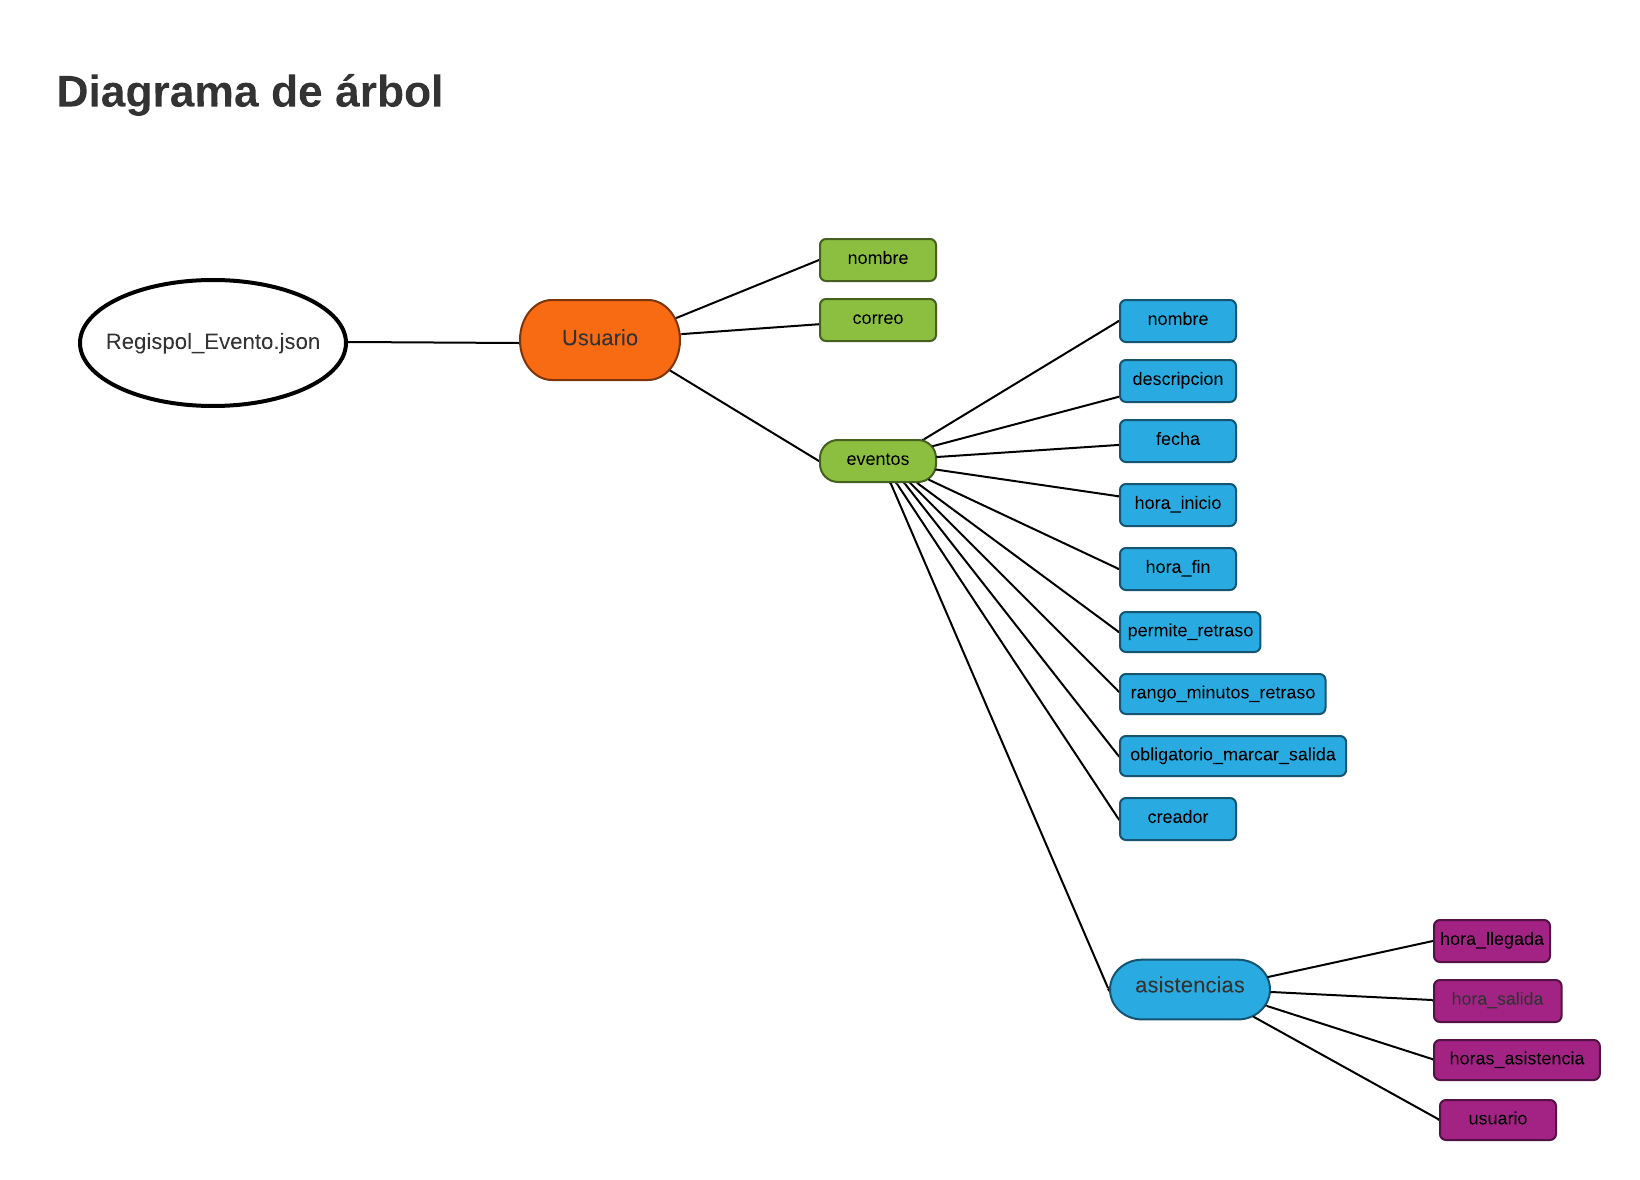 Diagrama de árbol
Regispol_Evento.json
Usuario
nombre
correo
eventos
nombre
descripcion
fecha
hora_inicio
hora_fin
permite_retraso
rango_minutos_retraso
obligatorio_marcar_salida
creador
asistencias
hora_llegada
hora_salida
horas_asistencia
usuario